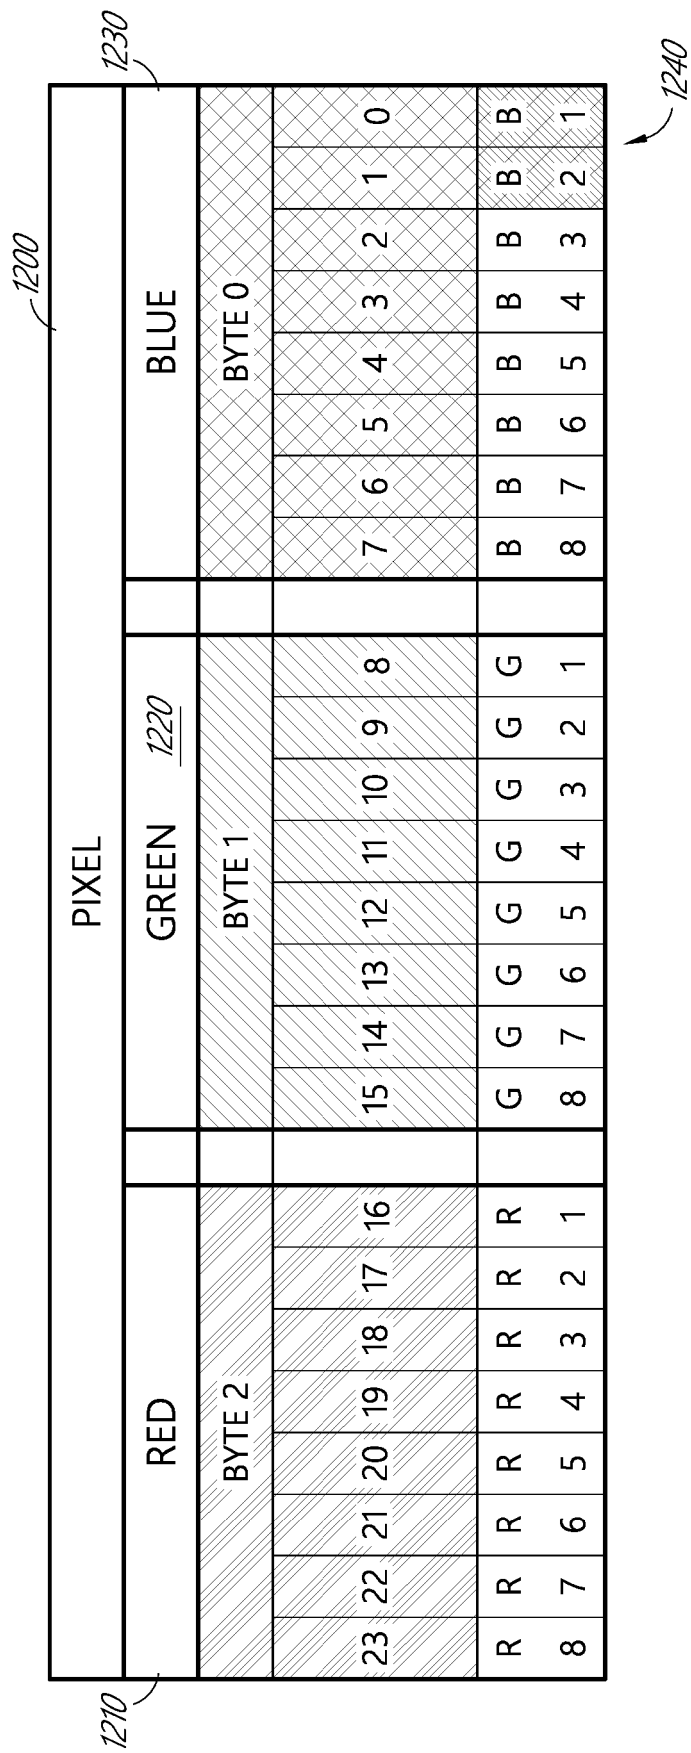 1200
PIXEL
1210
RED
GREEN
1220
BLUE
1230
BYTE 2
BYTE 1
BYTE 0
23 22 21 20 19 18 17 16 15 14 13 12 11 10 9 8 7 6 5 4 3 2 1 0
R R R R R R R R G G G G G G G G B B B B B B B B
8 7 6 5 4 3 2 1 8 7 6 5 4 3 2 1 8 7 6 5 4 3 2 1
1240